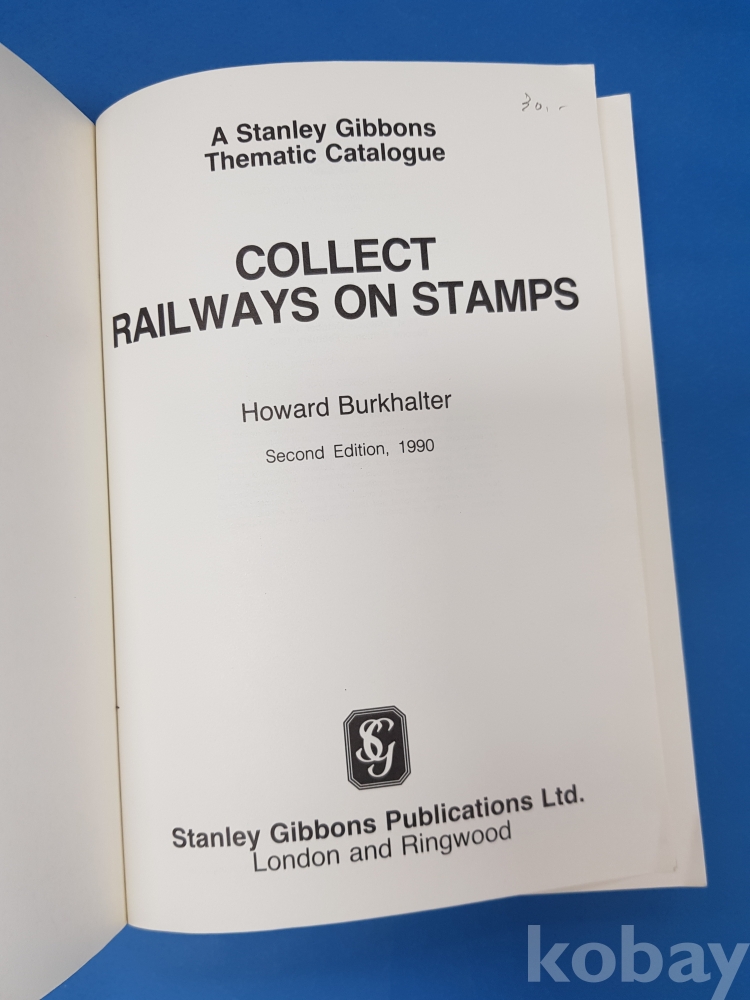 30.-
A Stanley Gibbons
Thematic Catalogue
COLLECT
RAILWAYS ON STAMPS
Howard Burkhalter
Second Edition, 1990
SG
Stanley Gibbons Publications Ltd.
London and Ringwood
kobay